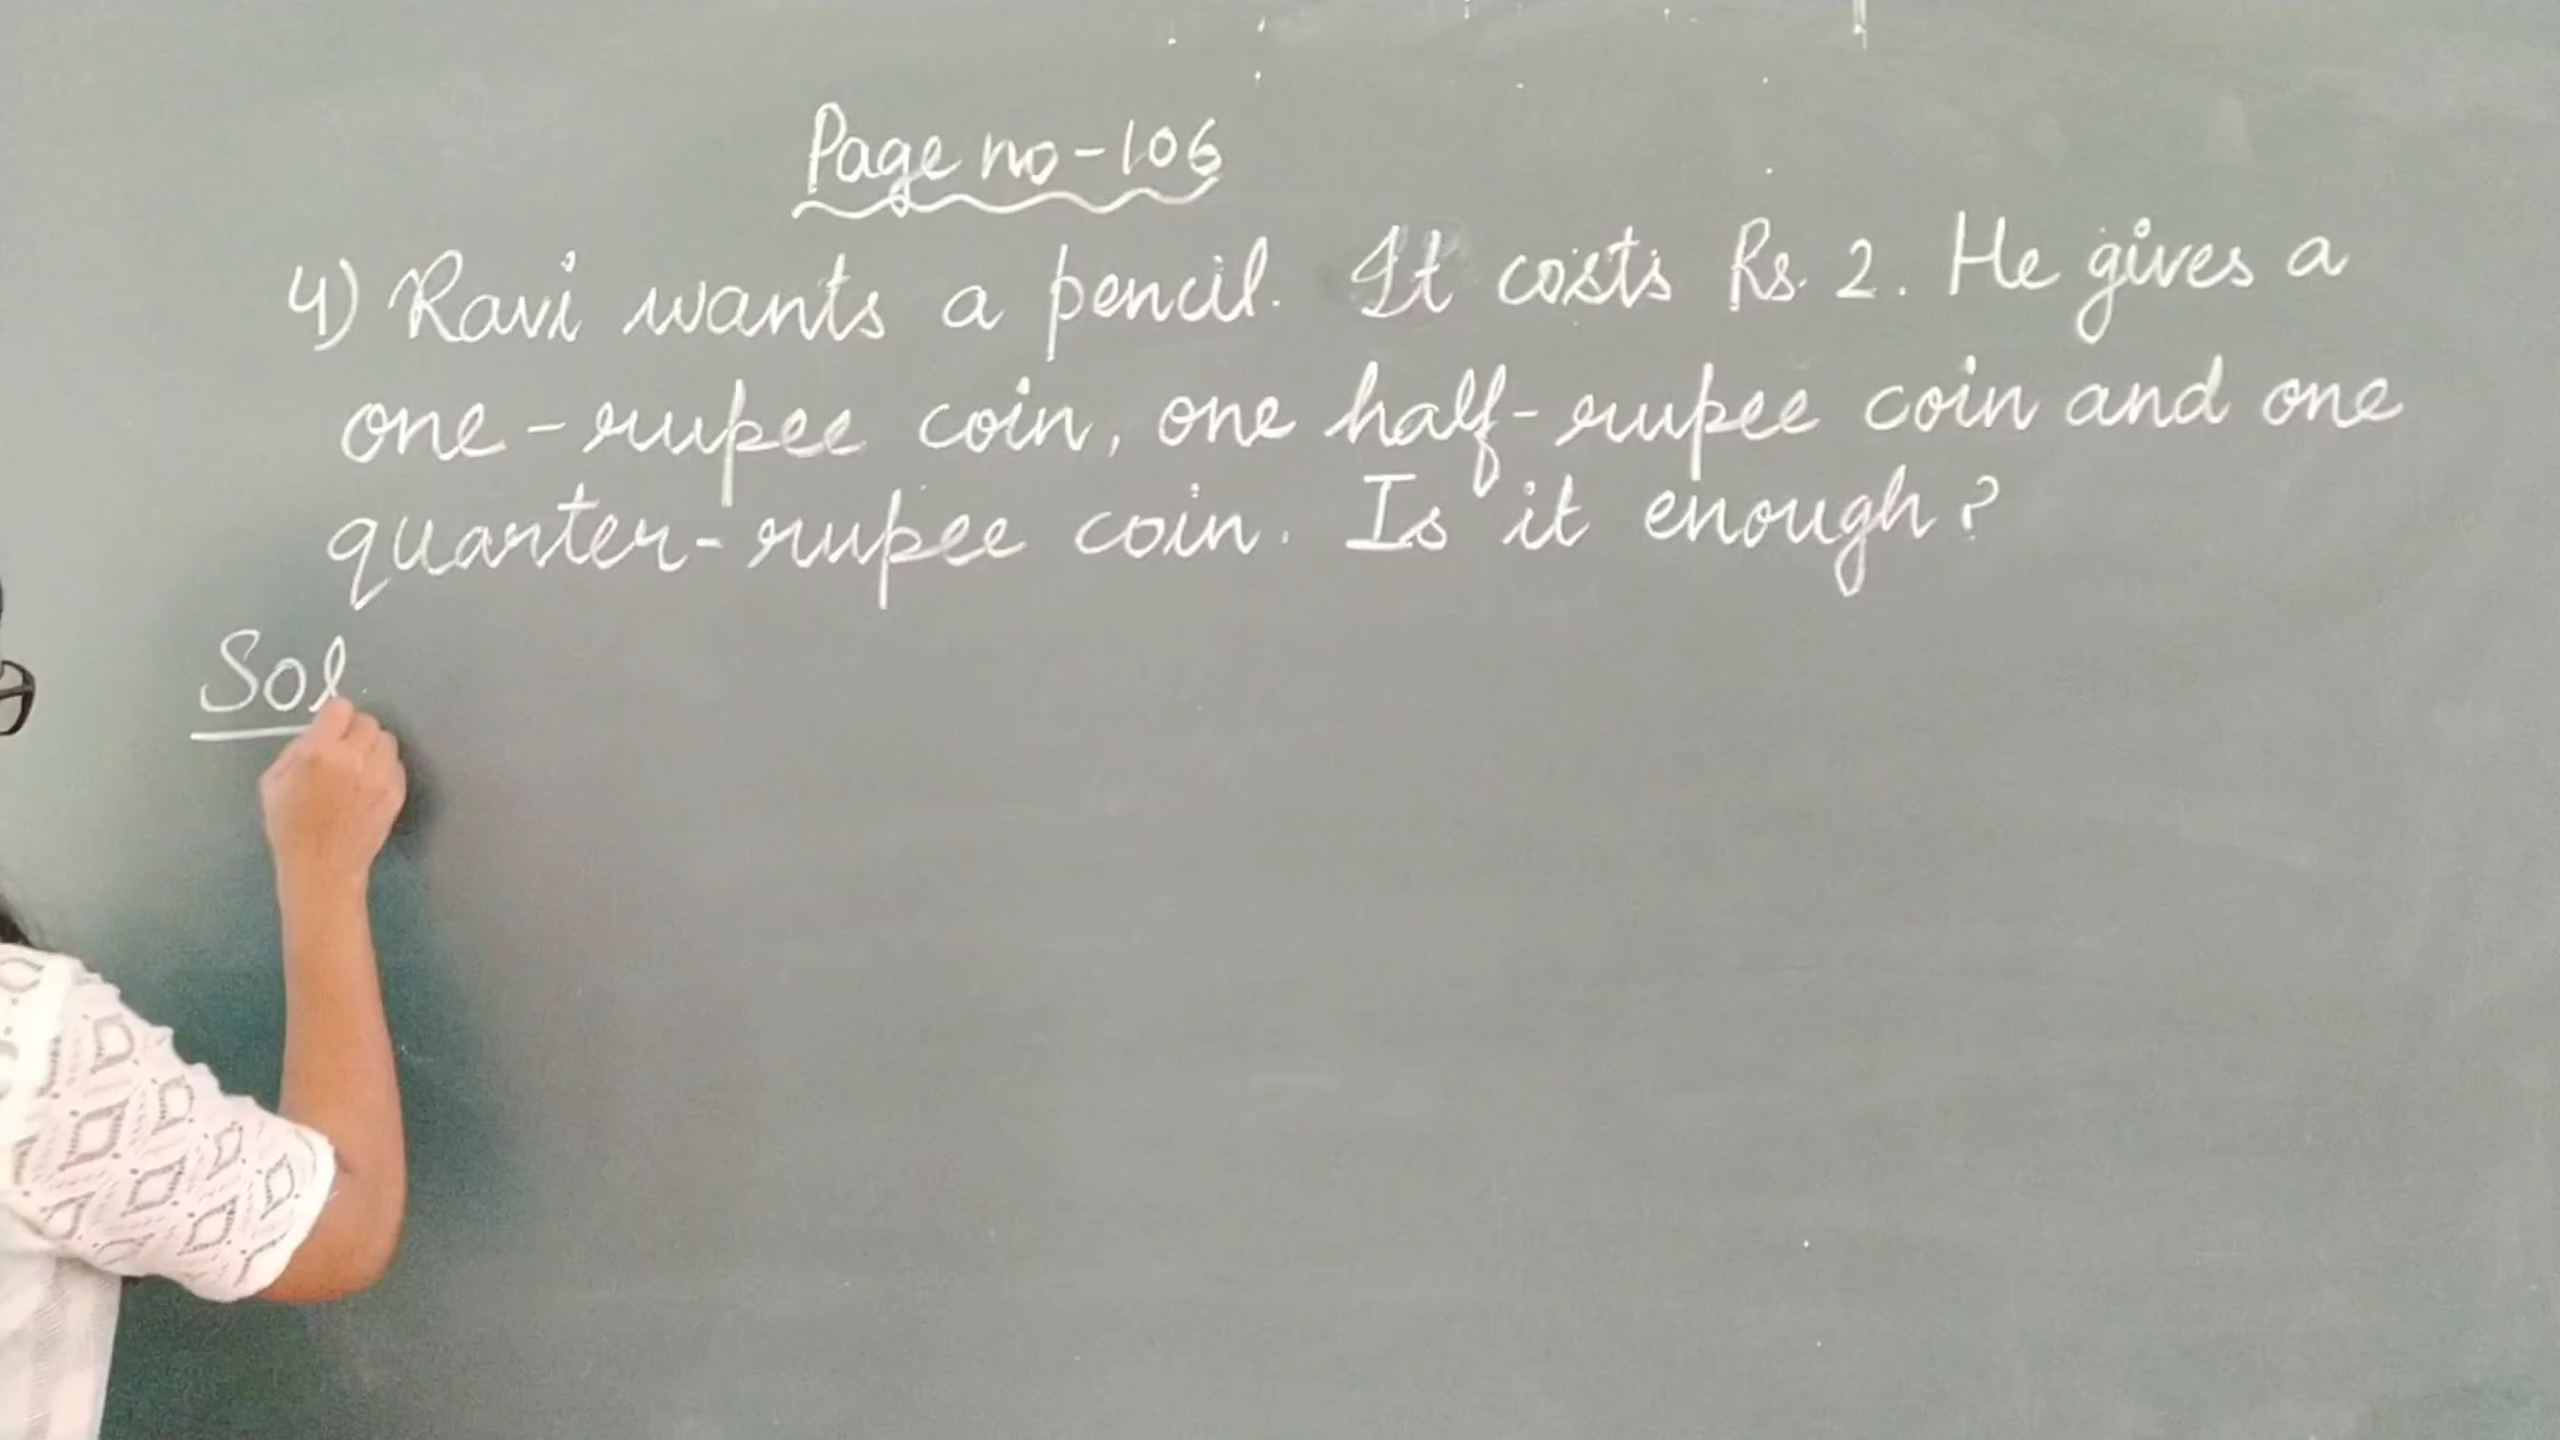 Page no-106
4) Ravi wants a pencil. It costs Rs. 2. He gives a
one-rupee coin, one half-rupee coin and one
quarter-rupee coin. Is it enough?
Sol